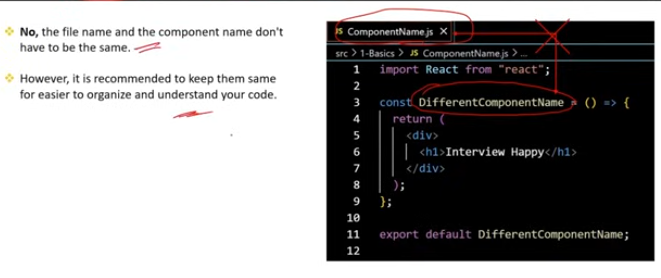 No, the file name and the component name don't
have to be the same.
However, it is recommended to keep them same
for easier to organize and understand your code.
JS ComponentName.js ×
src > 1-Basics > JS ComponentName.js > ...
1 import React from "react";
2
3 const DifferentComponentName = () => {
4 return (
5 <div>
6 <h1>Interview Happy</h1>
7 </div>
8 );
9 };
10
11 export default DifferentComponentName;
12